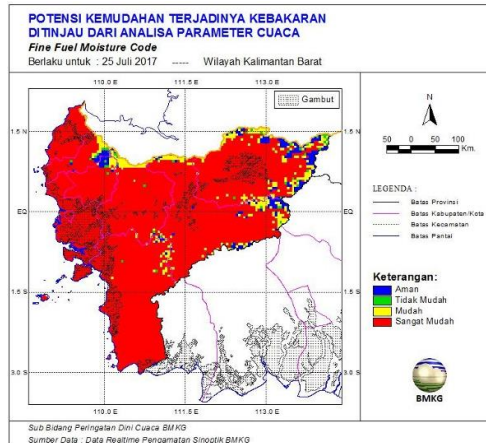 POTENSI KEMUDAHAN TERJADINYA KEBAKARAN
DITINJAU DARI ANALISA PARAMETER CUACA
Fine Fuel Moisture Code
Berlaku untuk : 25 Juli 2017 ----- Wilayah Kalimantan Barat
110.0 E 111.5 E 113.0 E
Gambut
1.5 N 1.5 N
EQ EQ
1.5 S 1.5 S
3.0 S 3.0 S
110.0 E 111.5 E 113.0 E
N
50 0 50 100 Km.
LEGENDA :
Batas Provinsi
Batas Kabupaten/Kota
Batas Kecamatan
Batas Pantai
Keterangan:
Aman
Tidak Mudah
Mudah
Sangat Mudah
BMKG
Sub Bidang Peringatan Dini Cuaca BMKG
Sumber Data : Data Realtime Pengamatan Sinoptik BMKG